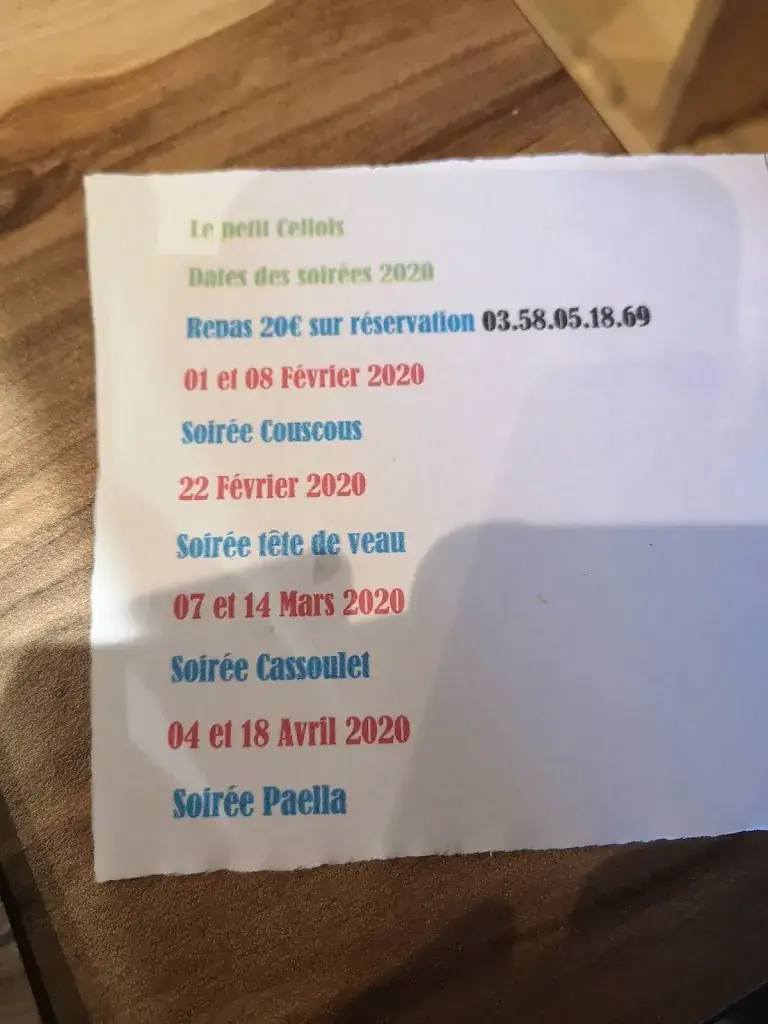 Le petit Cellois
Dates des soirées 2020
Repas 20€ sur réservation 03.58.05.18.69
01 et 08 Février 2020
Soirée Couscous
22 Février 2020
Soirée tête de veau
07 et 14 Mars 2020
Soirée Cassoulet
04 et 18 Avril 2020
Soirée Paella